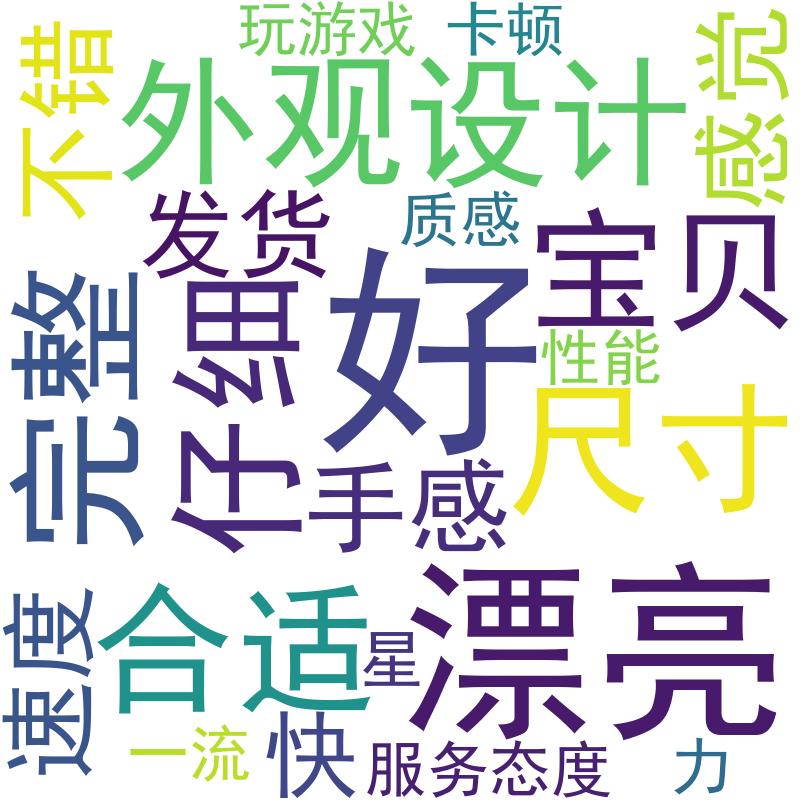 玩游戏
卡顿
不错
外观设计
感觉
发货
质感
宝贝
完整
仔细
好
性能
尺寸
手感
速度
合适
星
漂亮
一流
快
服务态度
力